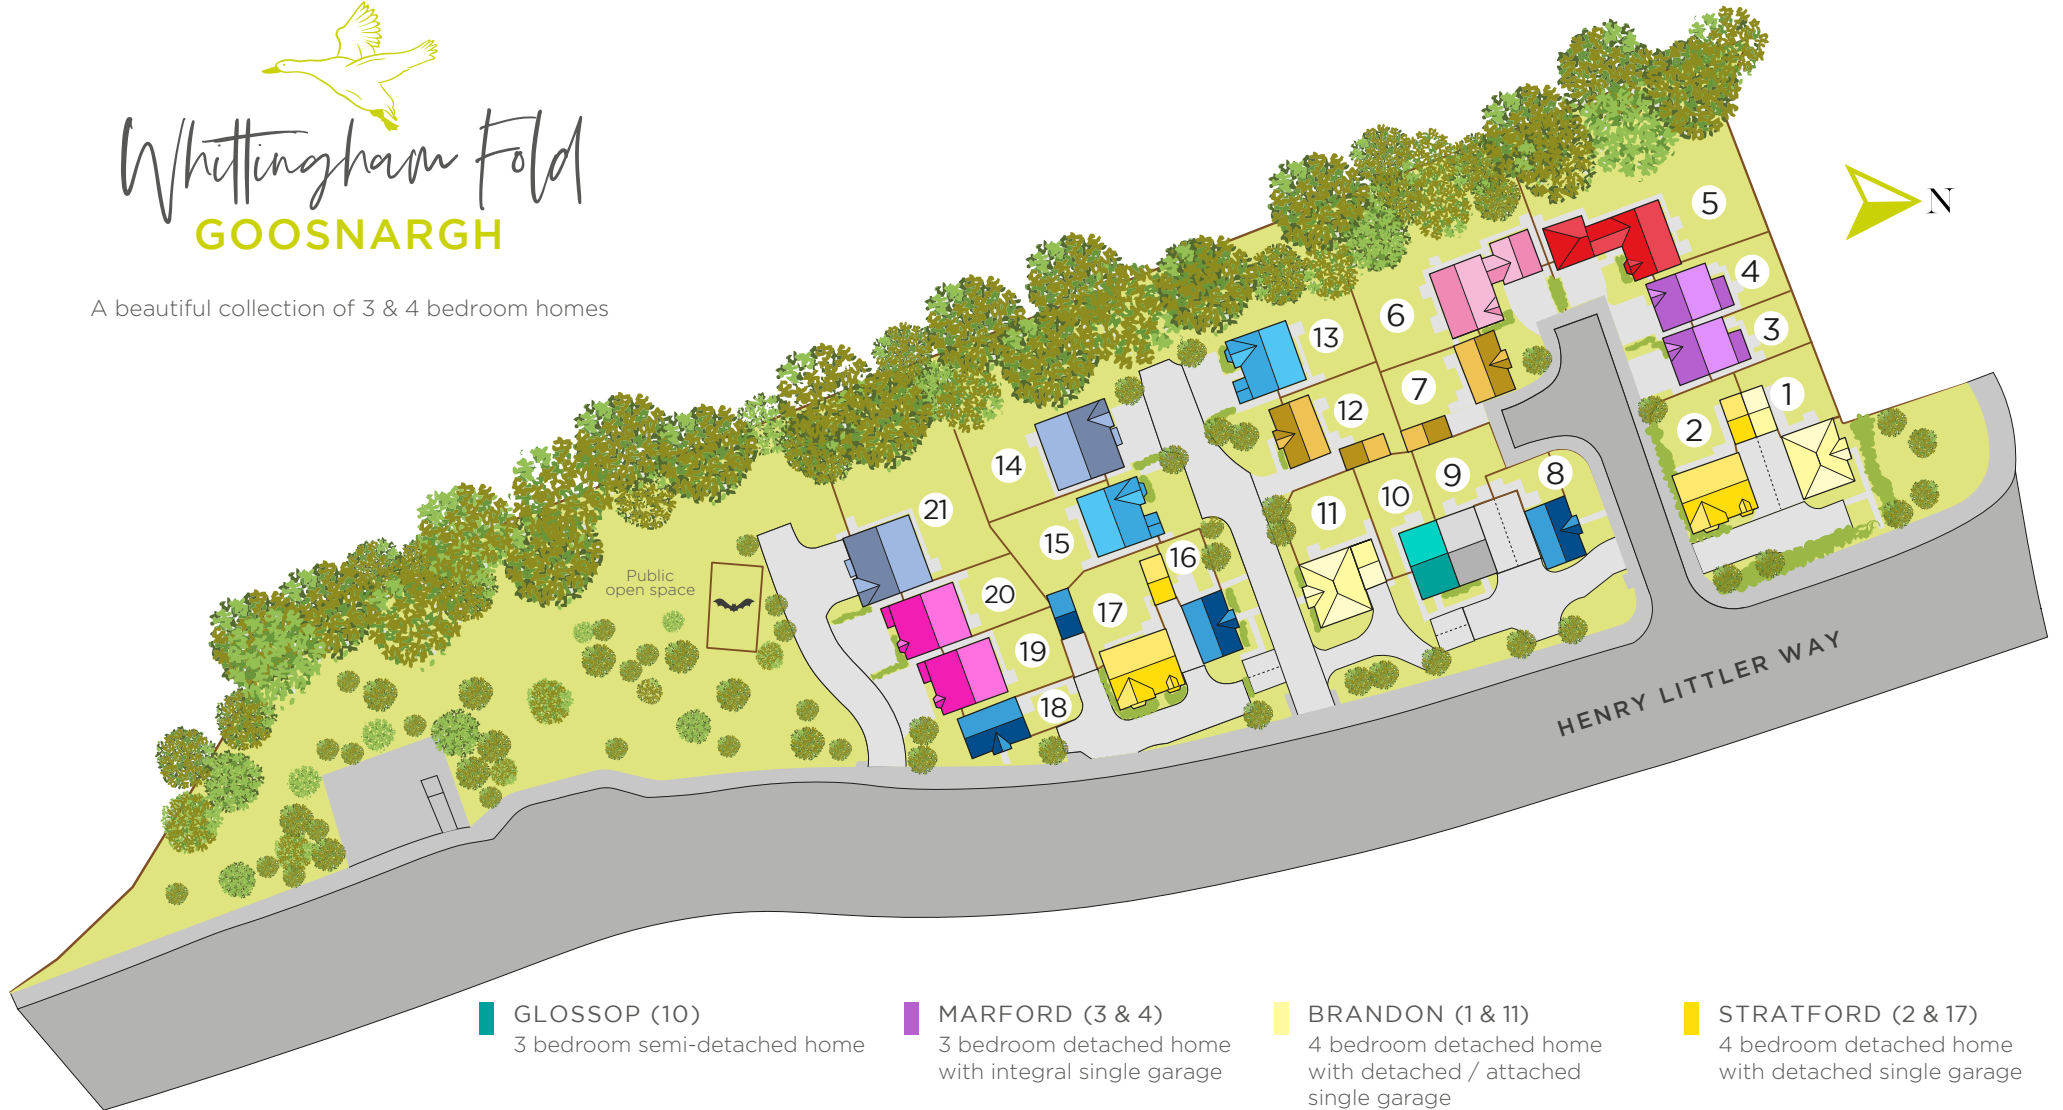 Whittingham Fold
GOOSNARGH
A beautiful collection of 3 & 4 bedroom homes
N
5
4
3
1
2
6
7
13
12
14
15
16
17
21
20
19
18
11
10
9
8
Public
open space
HENRY LITTLER WAY
GLOSSOP (10)
3 bedroom semi-detached home
MARFORD (3 & 4)
3 bedroom detached home
with integral single garage
BRANDON (1 & 11)
4 bedroom detached home
with detached / attached
single garage
STRATFORD (2 & 17)
4 bedroom detached home
with detached single garage